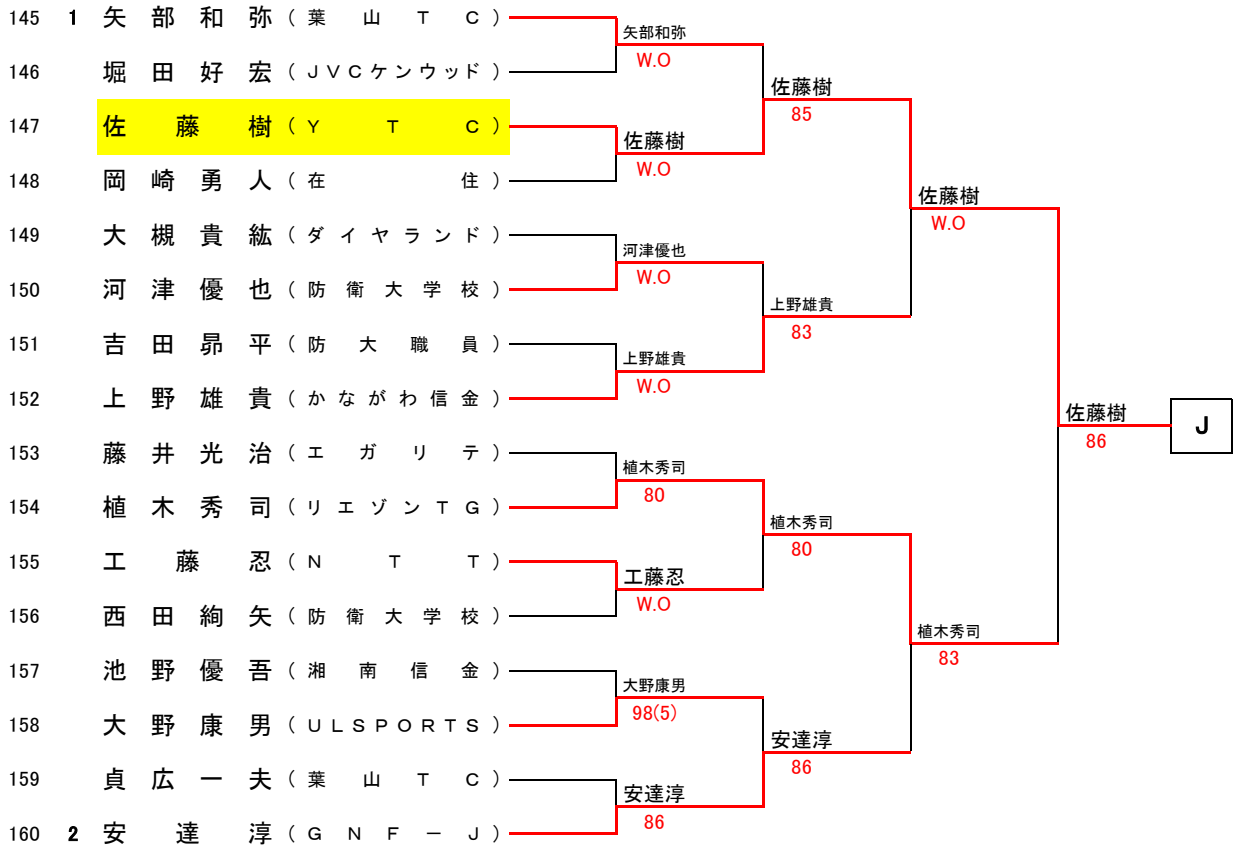 145 1 矢部和弥(葉山TC)
矢部和弥
W.O
146 堀田好宏(JVCケンウッド)
佐藤樹
85
147 佐藤樹(YTC)
佐藤樹
W.O
148 岡崎勇人(在住)
佐藤樹
W.O
149 大槻貴紘(ダイヤランド)
河津優也
W.O
150 河津優也(防衛大学校)
上野雄貴
83
151 吉田昴平(防大職員)
上野雄貴
W.O
152 上野雄貴(かながわ信金)
佐藤樹
86
J
153 藤井光治(エガリテ)
植木秀司
80
154 植木秀司(リエゾンTG)
植木秀司
80
155 工藤忍(NTT)
工藤忍
W.O
156 西田絢矢(防衛大学校)
植木秀司
83
157 池野優吾(湘南信金)
大野康男
98(5)
158 大野康男(ULSPORTS)
安達淳
86
159 貞広一夫(葉山TC)
安達淳
86
160 2 安達淳(GNF-J)